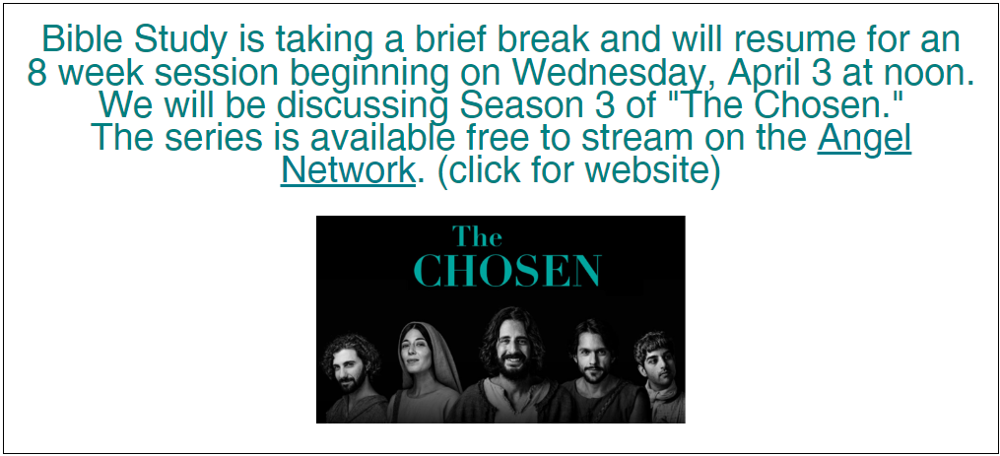 Bible Study is taking a brief break and will resume for an
8 week session beginning on Wednesday, April 3 at noon.
We will be discussing Season 3 of "The Chosen."
The series is available free to stream on the Angel
Network. (click for website)
The
CHOSEN